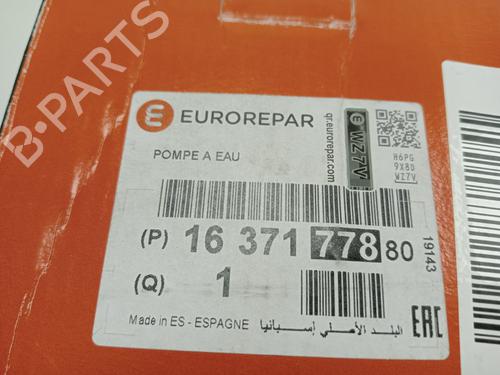 B-PARTS
EUROREPAR
qr.eurorepar.com
WZ7V
H6PG
9X8D
WZ7V
POMPE A EAU
(P) 16 371 778 80
19143
(Q) 1
Made in ES - ESPAGNE
البلد الأصلي إسبانيا
EAC